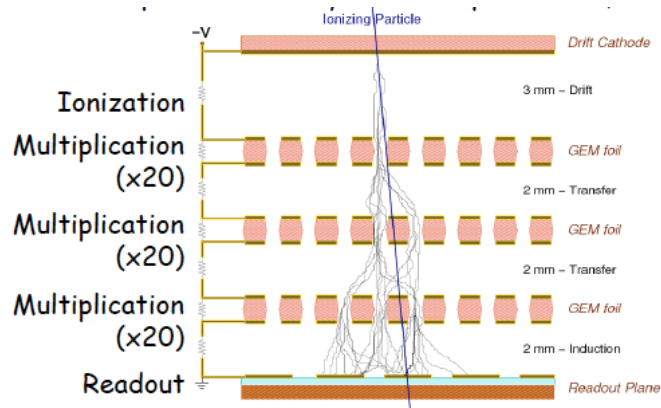 Ionizing Particle
–V
Drift Cathode
3 mm – Drift
Ionization
Multiplication
(x20)
GEM foil
2 mm – Transfer
Multiplication
(x20)
GEM foil
2 mm – Transfer
Multiplication
(x20)
GEM foil
2 mm – Induction
Readout
Readout Plane